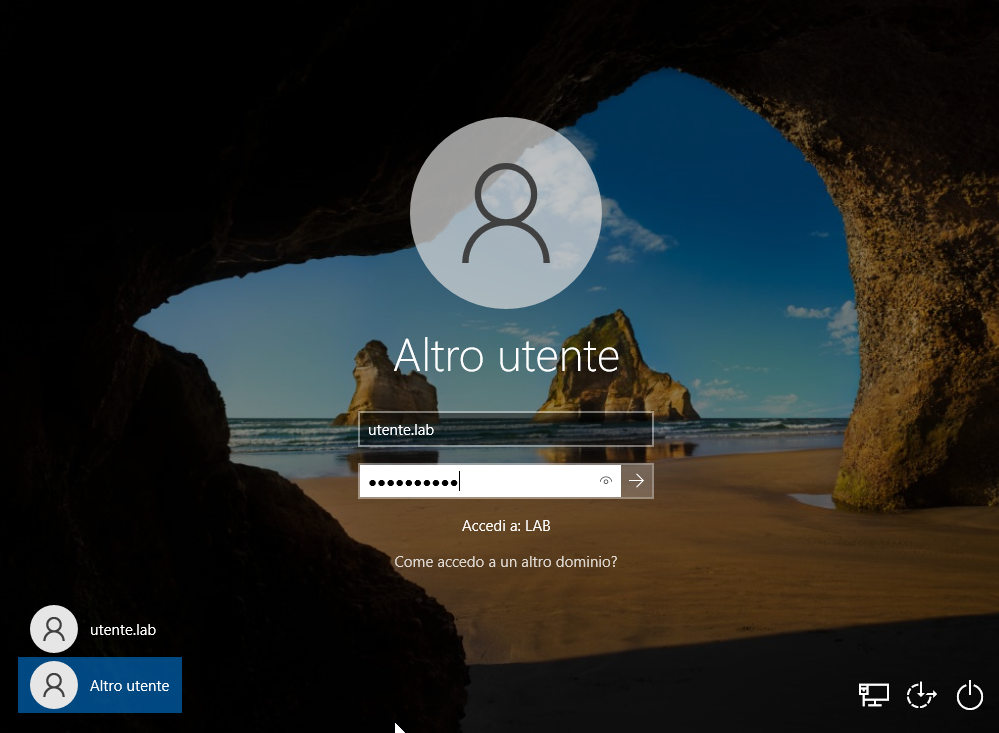 Altro utente
utente.lab
••••••••••
Accedi a: LAB
Come accedo a un altro dominio?
utente.lab
Altro utente